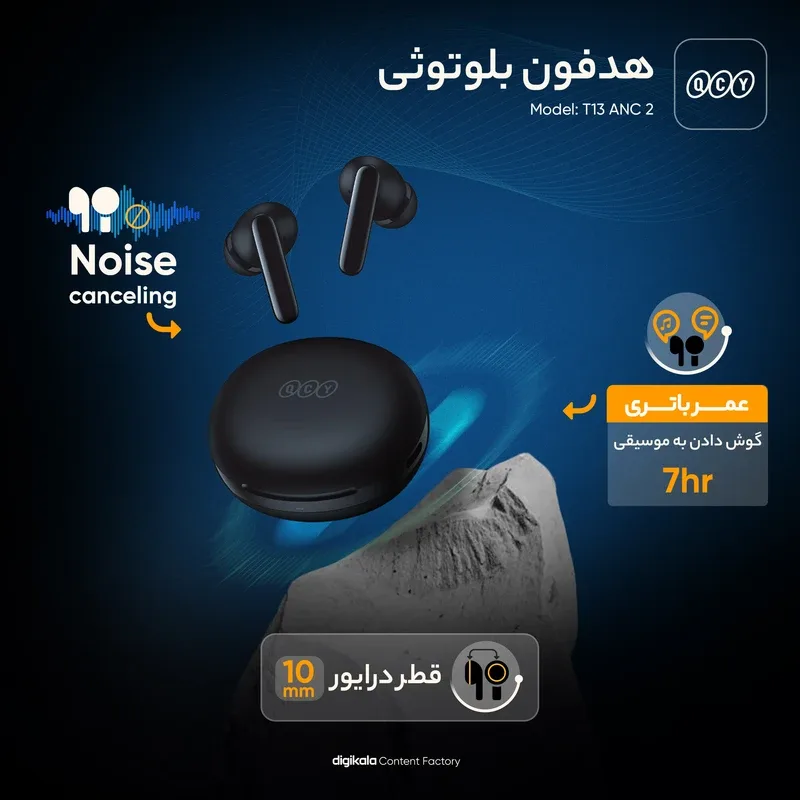 هدفون بلوتوثی
QCY
Model: T13 ANC 2
Noise
canceling
QCY
عمر باتری
گوش دادن به موسیقی
7hr
قطر درایور
10
mm
digikala Content Factory